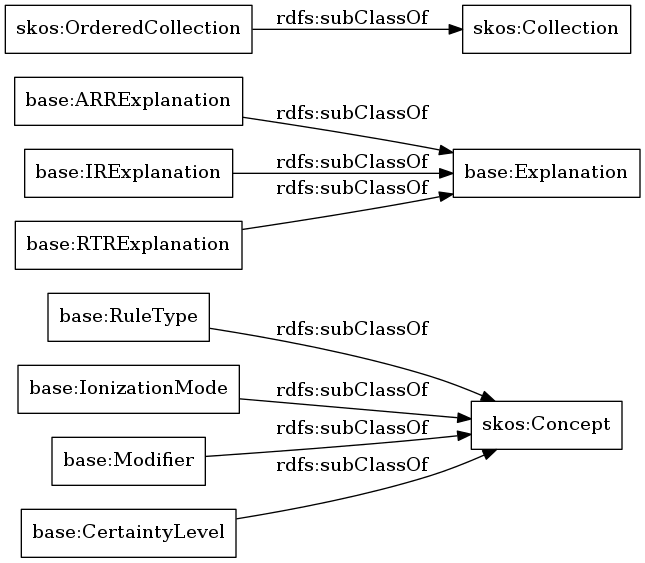 skos:OrderedCollection
rdfs:subClassOf
skos:Collection
base:ARRExplanation
rdfs:subClassOf
base:IRExplanation
rdfs:subClassOf
base:Explanation
rdfs:subClassOf
base:RTRExplanation
base:RuleType
rdfs:subClassOf
base:IonizationMode
rdfs:subClassOf
skos:Concept
rdfs:subClassOf
base:Modifier
rdfs:subClassOf
base:CertaintyLevel